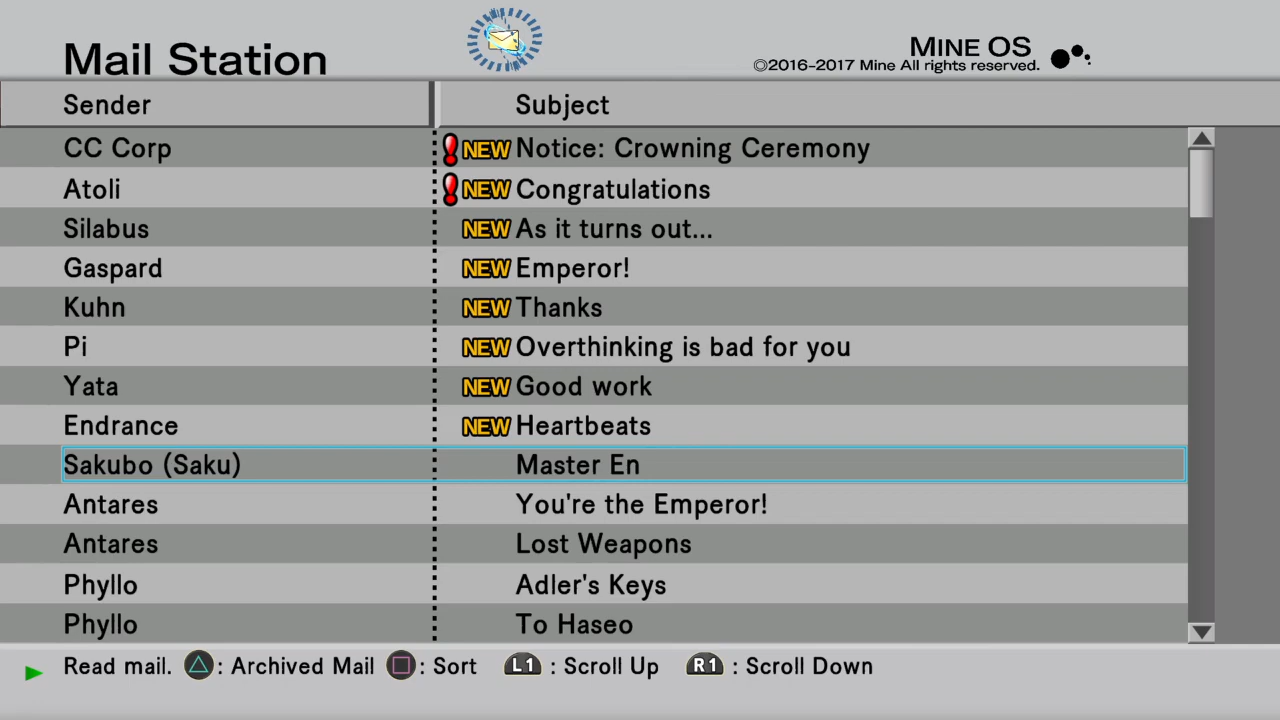 Mail Station
MINE OS
©2016-2017 Mine All rights reserved.
Sender Subject
CC Corp NEW Notice: Crowning Ceremony
Atoli NEW Congratulations
Silabus NEW As it turns out...
Gaspard NEW Emperor!
Kuhn NEW Thanks
Pi NEW Overthinking is bad for you
Yata NEW Good work
Endrance NEW Heartbeats
Sakubo (Saku) Master En
Antares You're the Emperor!
Antares Lost Weapons
Phyllo Adler's Keys
Phyllo To Haseo
Read mail. : Archived Mail : Sort L1 : Scroll Up R1 : Scroll Down